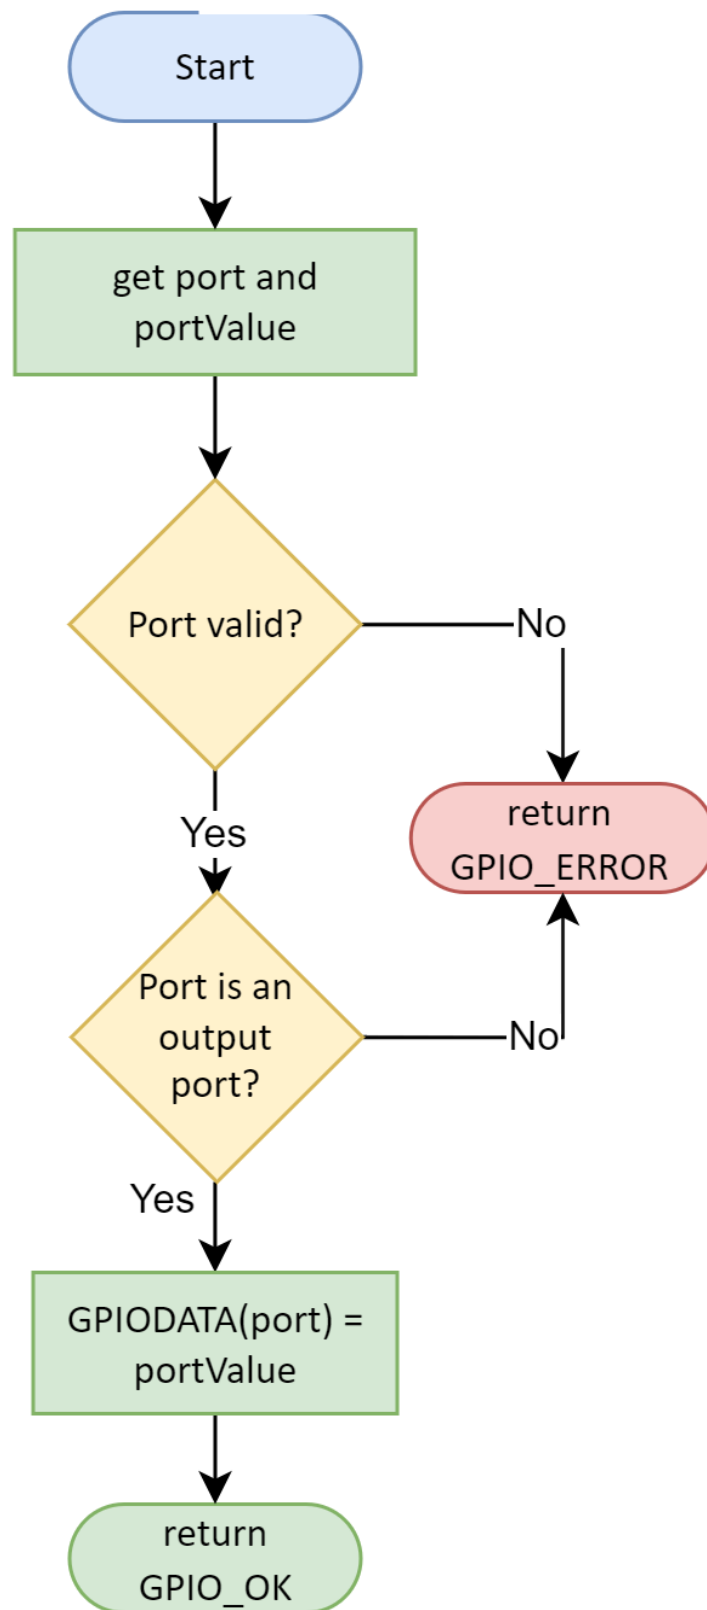 Start
get port and
portValue
Port valid?
No
Yes
return
GPIO_ERROR
Port is an
output
port?
No
Yes
GPIODATA(port) =
portValue
return
GPIO_OK